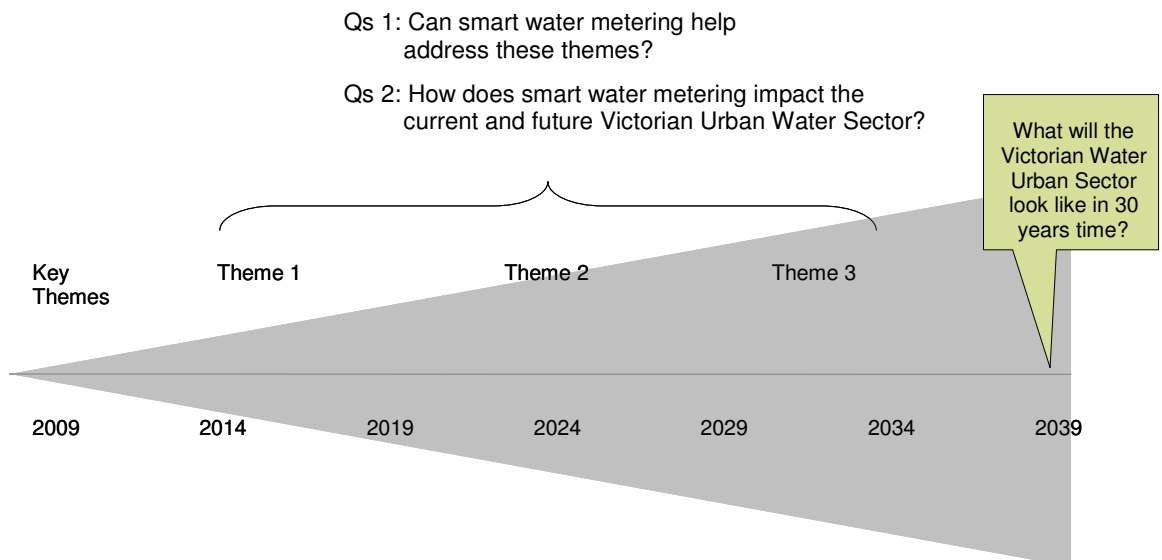 Qs 1: Can smart water metering help
address these themes?
Qs 2: How does smart water metering impact the
current and future Victorian Urban Water Sector?
What will the
Victorian Water
Urban Sector
look like in 30
years time?
Key
Themes
Theme 1
Theme 2
Theme 3
2009
2014
2019
2024
2029
2034
2039